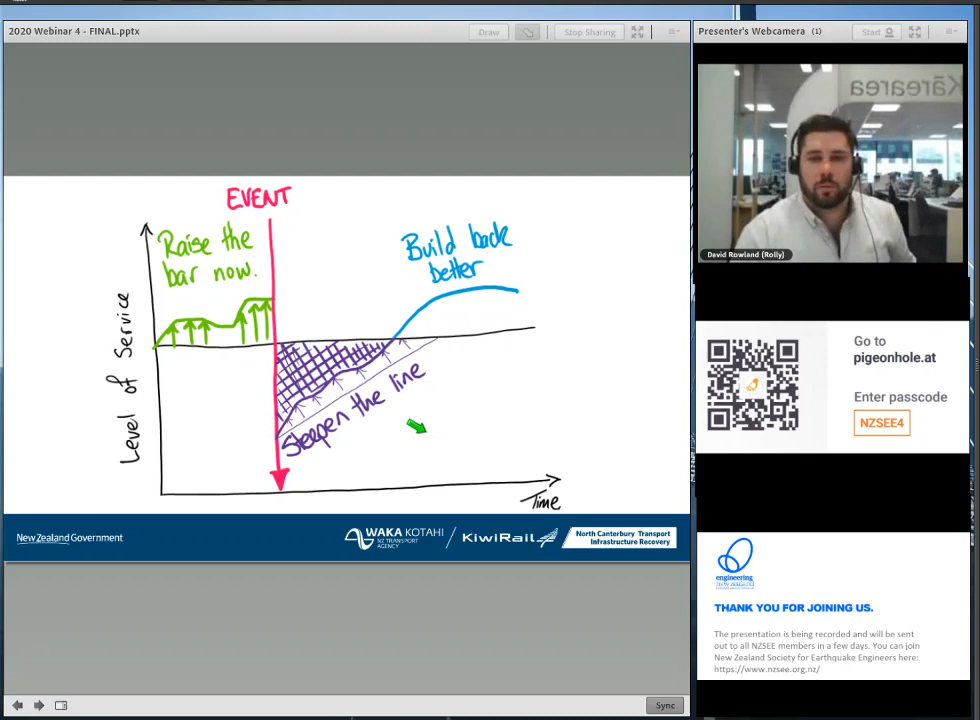 2020 Webinar 4 - FINAL.pptx
Draw
Stop Sharing
EVENT
Raise the
bar now.
Build back
better
Level of Service
Steepen the line
Time
New Zealand Government
WAKA KOTAHI
NZ TRANSPORT
AGENCY
KiwiRail
North Canterbury Transport
Infrastructure Recovery
Sync
Presenter's Webcamera (1)
Start
Kārearea
David Rowland (Rolly)
Go to
pigeonhole.at
Enter passcode
NZSEE4
engineering
THANK YOU FOR JOINING US.
The presentation is being recorded and will be sent
out to all NZSEE members in a few days. You can join
New Zealand Society for Earthquake Engineers here:
https://www.nzsee.org.nz/